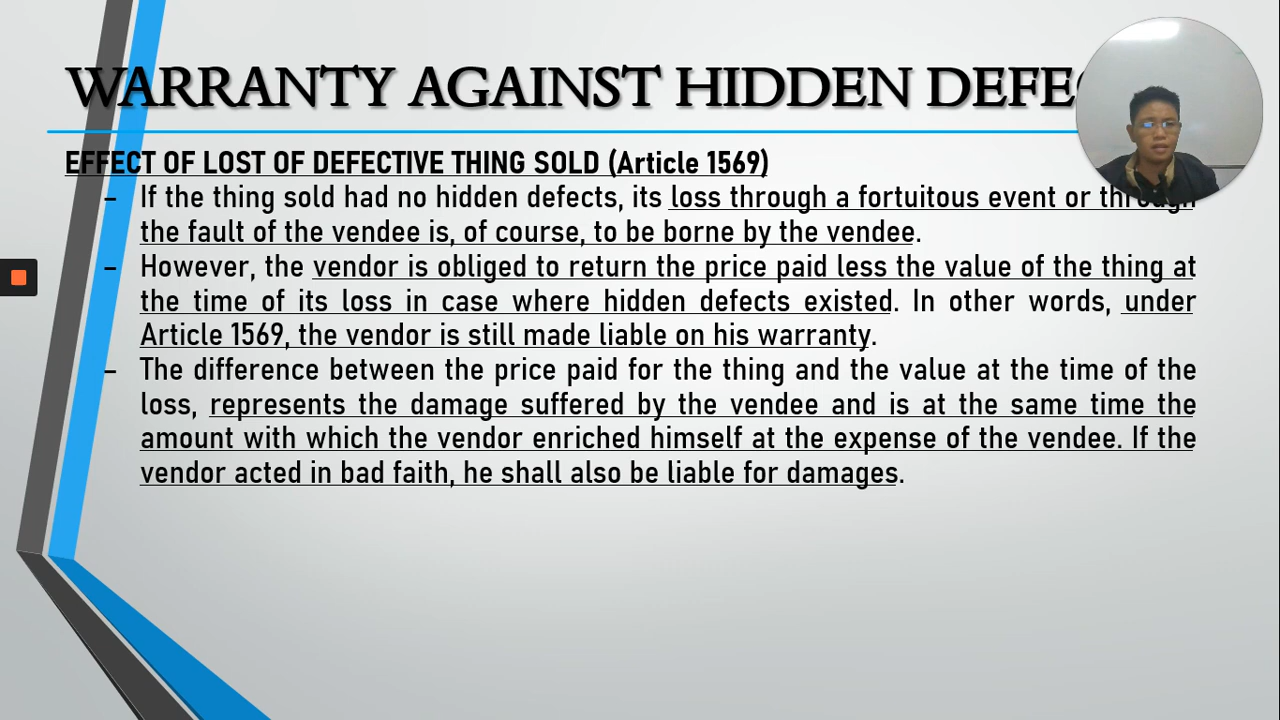 WARRANTY AGAINST HIDDEN
EFFECT OF LOST OF DEFECTIVE THING SOLD (Article 1569)
– If the thing sold had no hidden defects, its loss through a fortuitous event or through
the fault of the vendee is, of course, to be borne by the vendee.
– However, the vendor is obliged to return the price paid less the value of the thing at
the time of its loss in case where hidden defects existed. In other words, under
Article 1569, the vendor is still made liable on his warranty.
– The difference between the price paid for the thing and the value at the time of the
loss, represents the damage suffered by the vendee and is at the same time the
amount with which the vendor enriched himself at the expense of the vendee. If the
vendor acted in bad faith, he shall also be liable for damages.